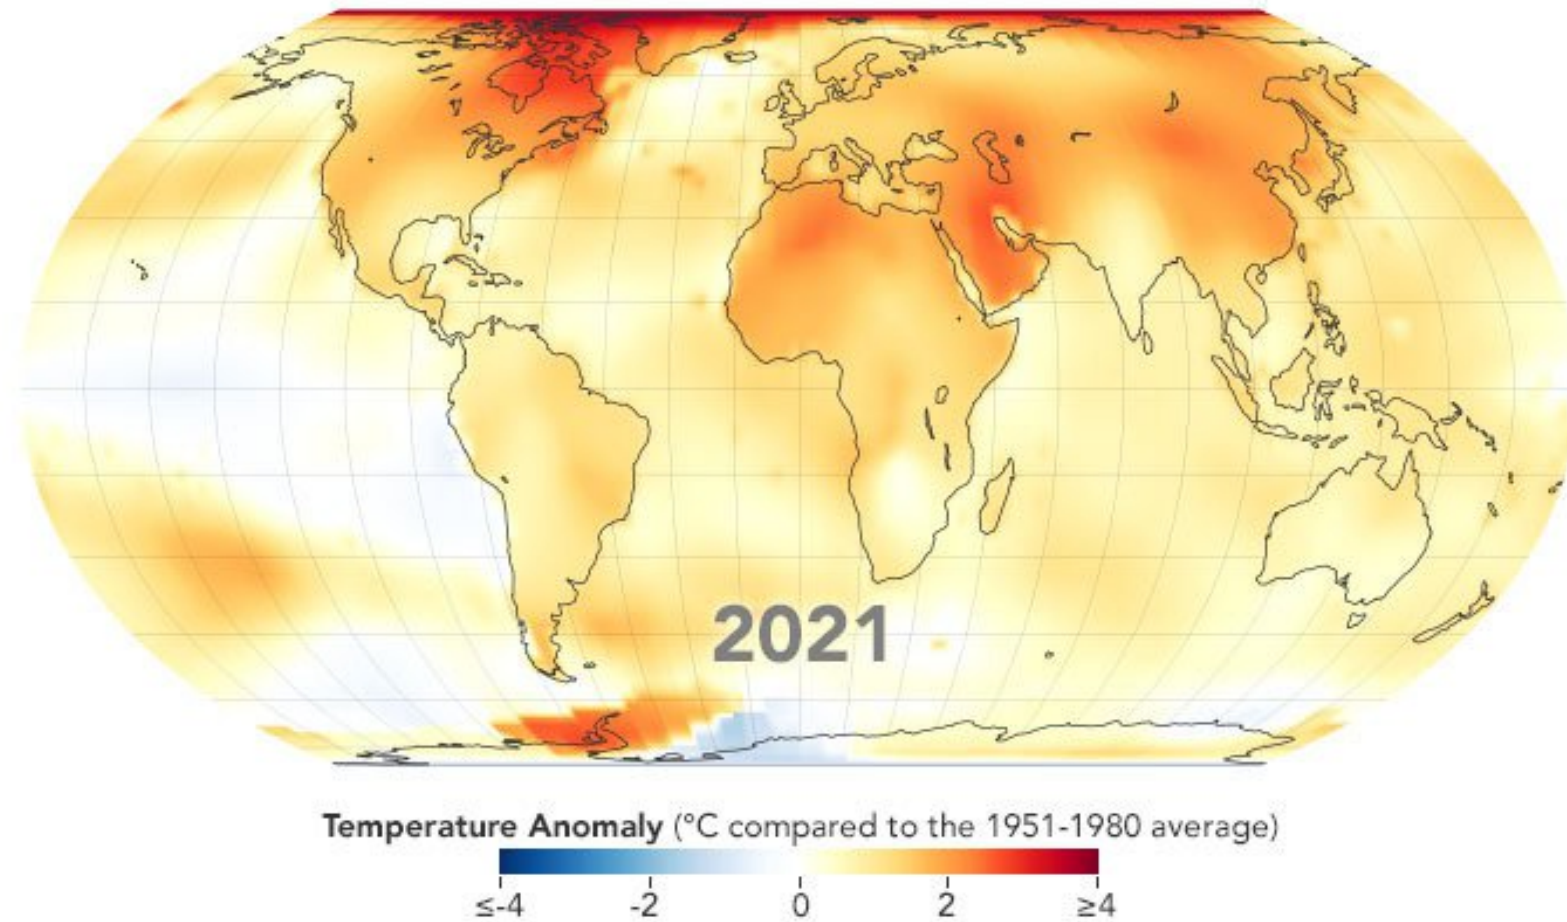 2021
Temperature Anomaly (°C compared to the 1951-1980 average)
≤-4 -2 0 2 ≥4